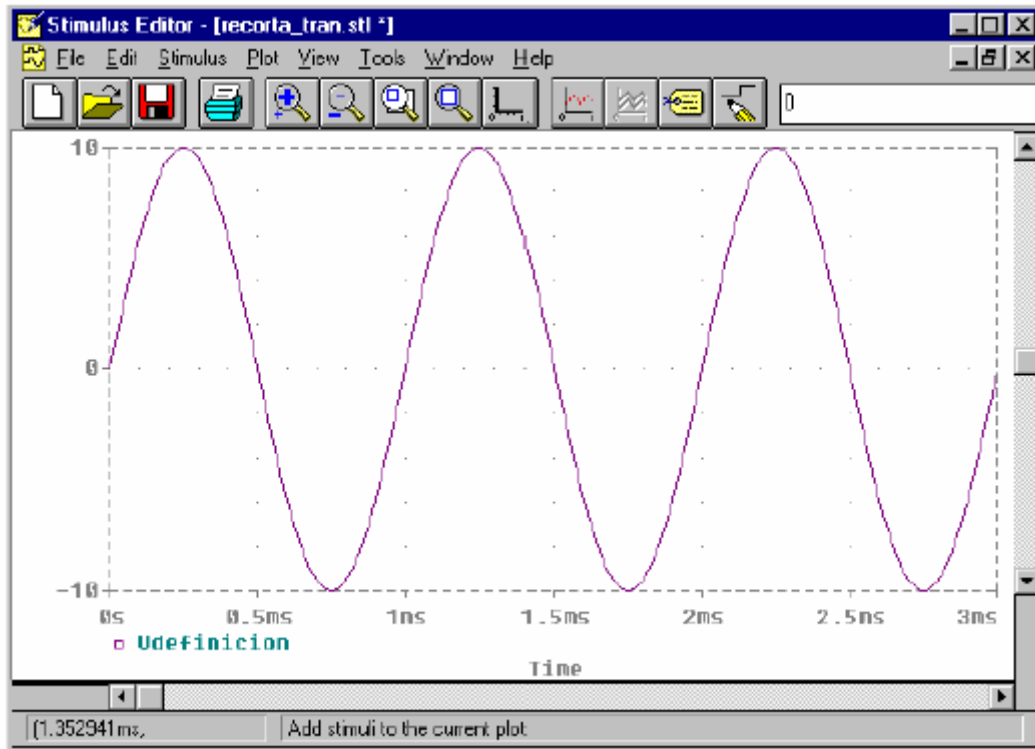 Stimulus Editor - [recorta_tran.stl *]
File Edit Stimulus Plot View Tools Window Help
0
10
0
-10
0s 0.5ms 1ms 1.5ms 2ms 2.5ms 3ms
Vdefinicion
Time
(1.352941ms, Add stimuli to the current plot